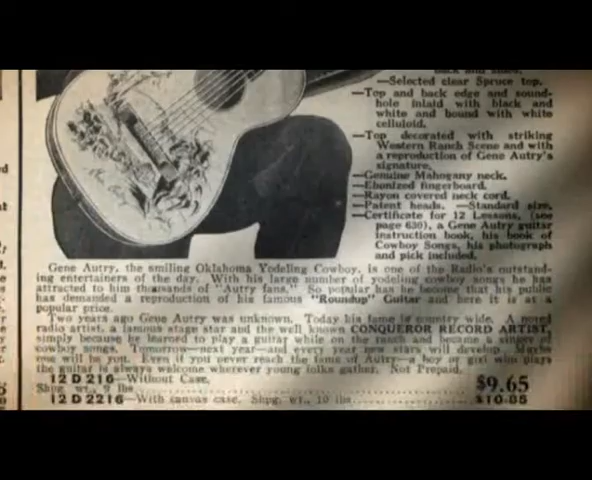 back and sides.
—Selected clear Spruce top.
—Top and back edge and sound-
hole inlaid with black and
white and bound with white
celluloid.
—Top decorated with striking
Western Ranch Scene and with
a reproduction of Gene Autry's
signature.
—Genuine Mahogany neck.
—Ebonized fingerboard.
—Rayon covered neck cord.
—Patent heads. —Standard size.
—Certificate for 12 Lessons, (see
page 630), a Gene Autry guitar
instruction book, his book of
Cowboy Songs, his photograph
and pick included.
Gene Autry, the smiling Oklahoma Yodeling Cowboy, is one of the Radio's outstand-
ing entertainers of the day. With his large number of yodeling cowboy songs he has
attracted to him thousands of "Autry fans." So popular has he become that his public
has demanded a reproduction of his famous "Roundup" Guitar and here it is at a
popular price.
Two years ago Gene Autry was unknown. Today his fame is country wide. A noted
radio artist, a famous stage star and the well known CONQUEROR RECORD ARTIST,
simply because he learned to play a guitar while on the ranch and became a singer of
cowboy songs. Tomorrow—next year—and every year new stars will develop. Maybe
one will be you. Even if you never reach the fame of Autry—a boy or girl who plays
the guitar is always welcome wherever young folks gather. Not Prepaid.
12 D 216—Without Case.
Shpg. wt., 9 lbs. $9.65
12 D 2216—With canvas case. Shpg. wt., 10 lbs. $10.85